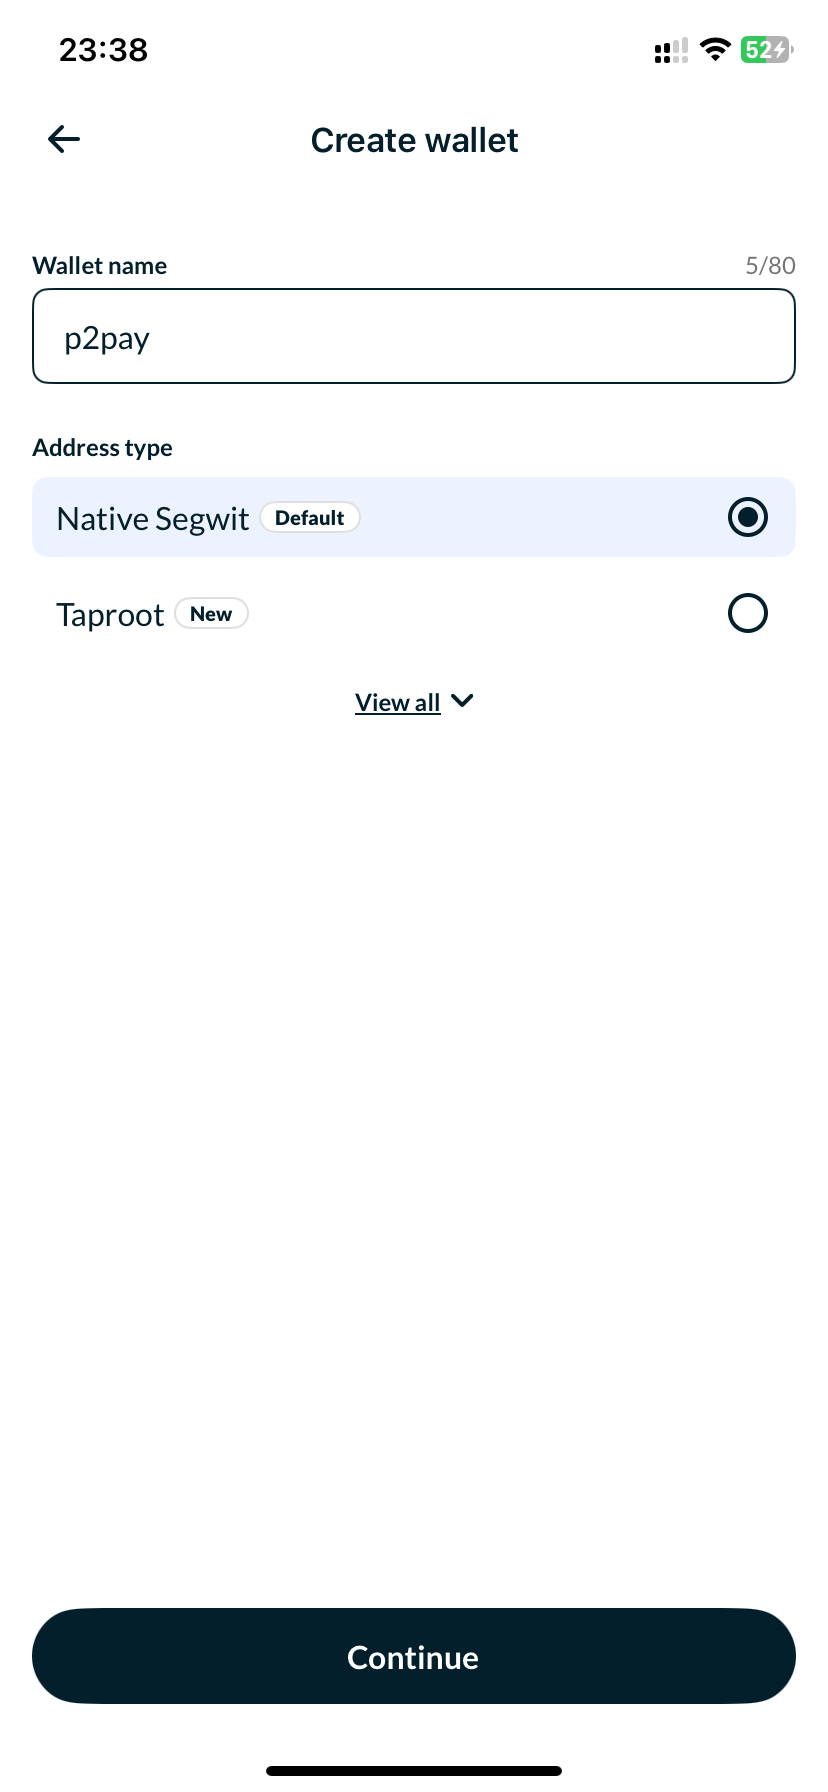 23:38
52
Create wallet
Wallet name 5/80
p2pay
Address type
Native Segwit Default
Taproot New
View all
Continue